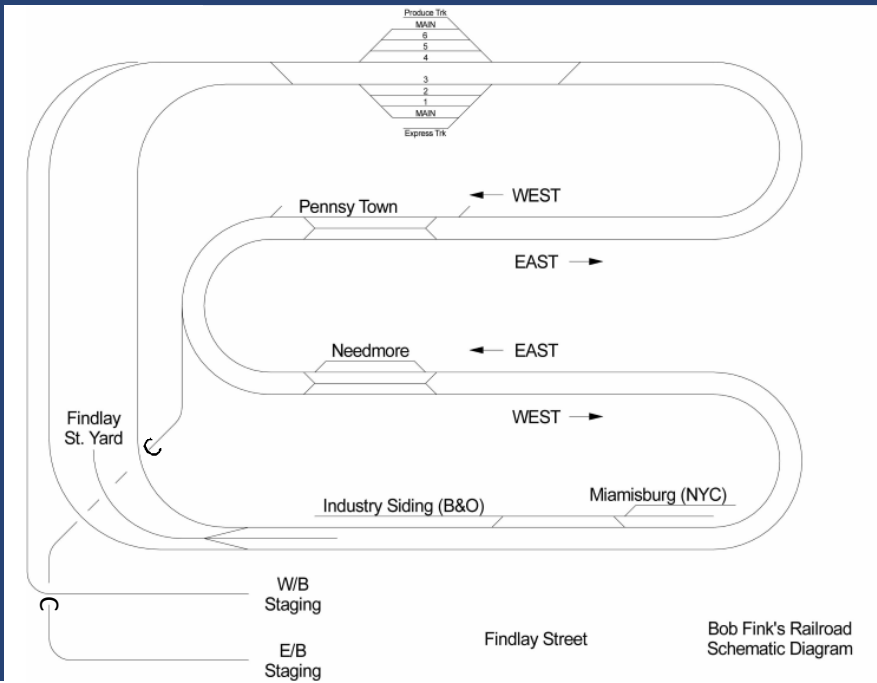 Produce Trk
MAIN
6
5
4
3
2
1
MAIN
Express Trk
WEST
Pennsy Town
EAST
EAST
Needmore
WEST
Findlay
St. Yard
Miamisburg (NYC)
Industry Siding (B&O)
W/B
Staging
Findlay Street
Bob Fink's Railroad
Schematic Diagram
E/B
Staging